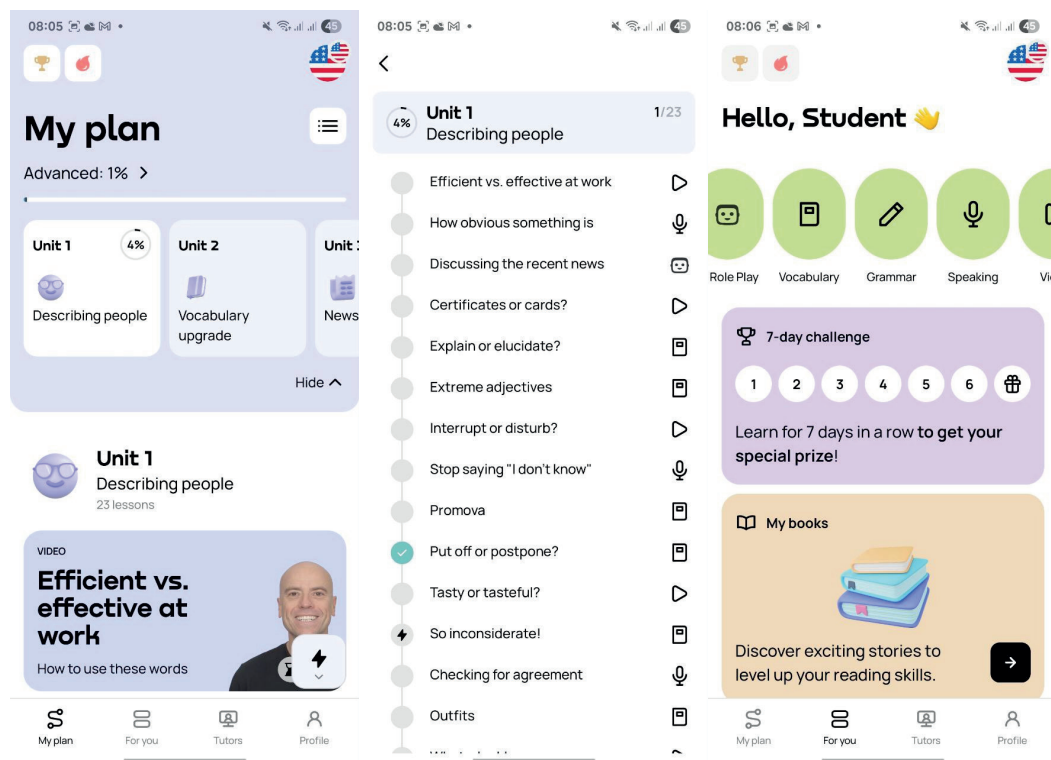 08:05
45
My plan
Advanced: 1%
Unit 1
4%
Describing people
Unit 2
Vocabulary
upgrade
Unit
News
Hide
Unit 1
Describing people
23 lessons
VIDEO
Efficient vs.
effective at
work
How to use these words
My plan
For you
Tutors
Profile
08:05
45
4%
Unit 1
1/23
Describing people
Efficient vs. effective at work
How obvious something is
Discussing the recent news
Certificates or cards?
Explain or elucidate?
Extreme adjectives
Interrupt or disturb?
Stop saying "I don't know"
Promova
Put off or postpone?
Tasty or tasteful?
So inconsiderate!
Checking for agreement
Outfits
08:06
45
Hello, Student 👋
Role Play
Vocabulary
Grammar
Speaking
Vi
7-day challenge
1 2 3 4 5 6
Learn for 7 days in a row to get your
special prize!
My books
Discover exciting stories to
level up your reading skills.
My plan
For you
Tutors
Profile